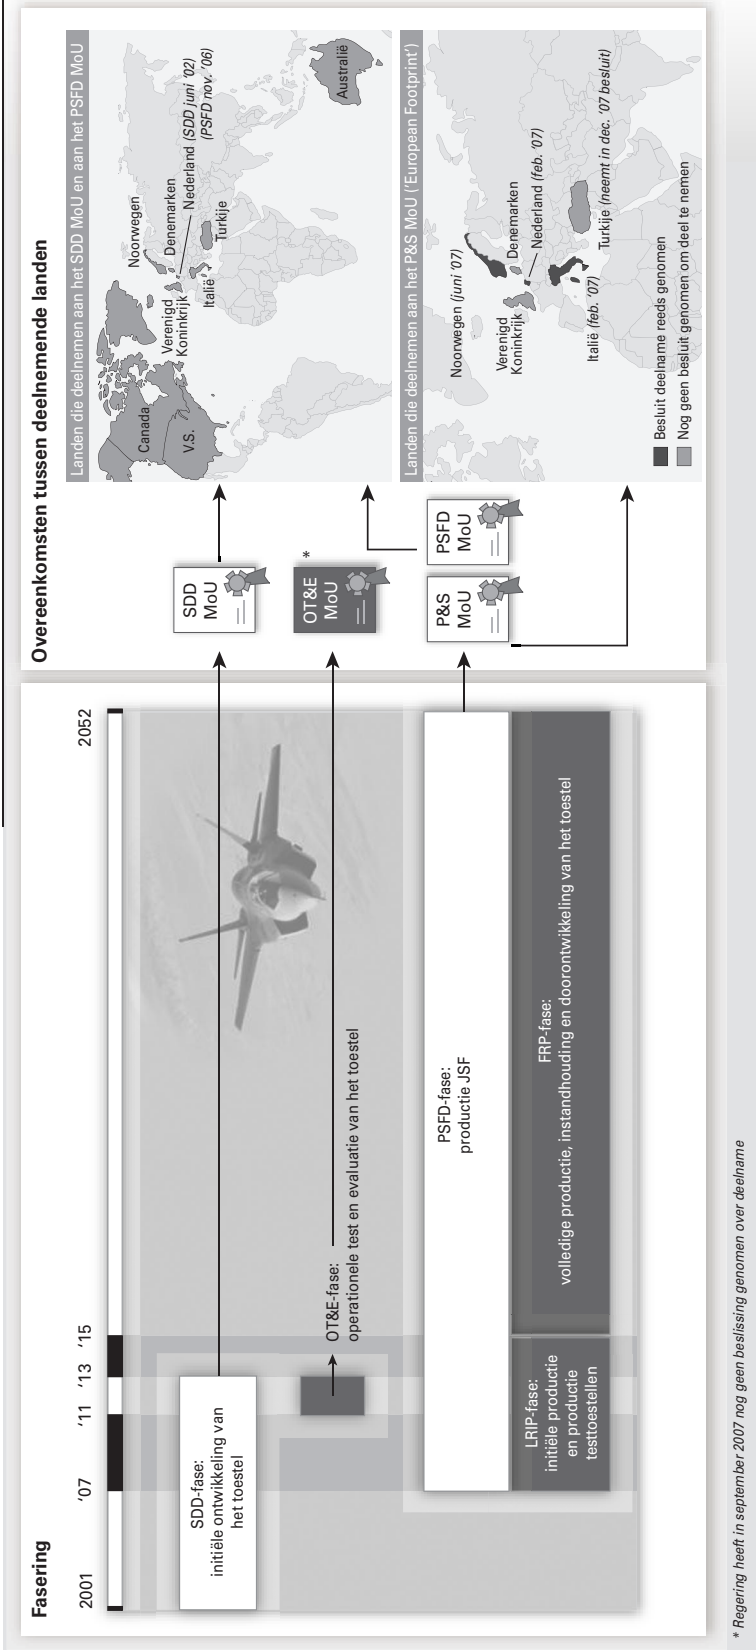 Fasering
2001
'07
'11
'13
'15
2052
SDD-fase:
initiële ontwikkeling van
het toestel
OT&E-fase:
operationele test en evaluatie van het toestel
PSFD-fase:
productie JSF
LRIP-fase:
initiële productie
en productie
testtoestellen
FRP-fase:
volledige productie, instandhouding en doorontwikkeling van het toestel
Overeenkomsten tussen deelnemende landen
SDD
MoU
OT&E
MoU
*
P&S
MoU
PSFD
MoU
Landen die deelnemen aan het SDD MoU en aan het PSFD MoU
Canada
V.S.
Noorwegen
Denemarken
Nederland (SDD juni '02)
(PSFD nov. '06)
Verenigd
Koninkrijk
Italië
Turkije
Australië
Landen die deelnemen aan het P&S MoU ('European Footprint')
Noorwegen (juni '07)
Denemarken
Nederland (feb. '07)
Verenigd
Koninkrijk
Italië (feb. '07)
Turkije (neemt in dec. '07 besluit)
Besluit deelname reeds genomen
Nog geen besluit genomen om deel te nemen
* Regering heeft in september 2007 nog geen beslissing genomen over deelname